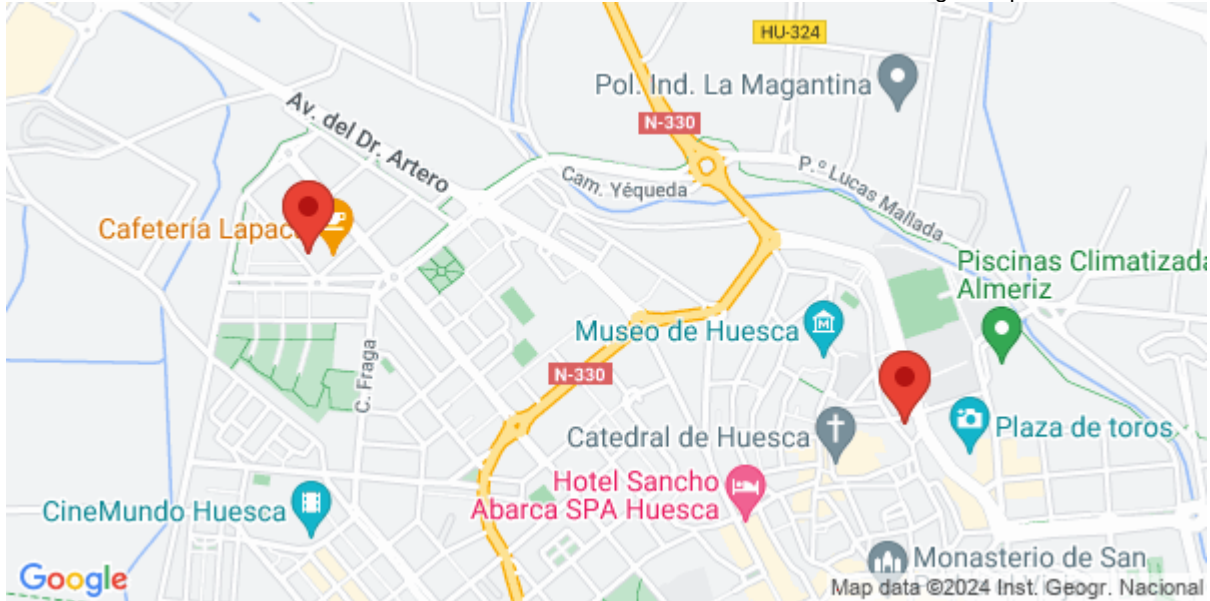 HU-324
Pol. Ind. La Magantina
N-330
Av. del Dr. Artero
Cam. Yéqueda
P.º Lucas Mallada
Cafetería
Piscinas Climatizada
Almeriz
Museo de Huesca
N-330
C. Fraga
Catedral de Huesca
Plaza de toros
Hotel Sancho
Abarca SPA Huesca
CineMundo Huesca
Monasterio de San
Google
Map data ©2024 Inst. Geogr. Nacional